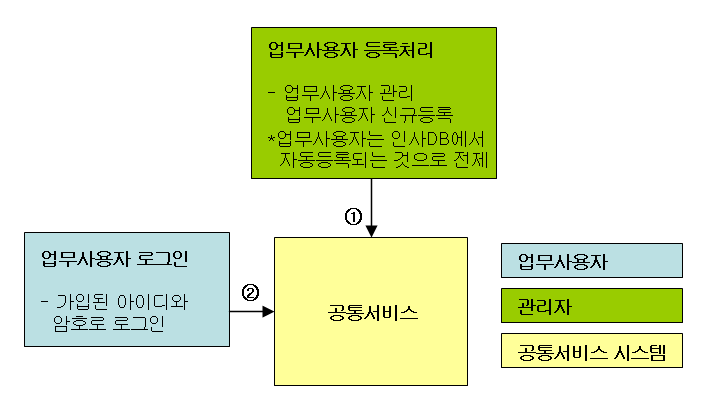 업무사용자 등록처리
- 업무사용자 관리
업무사용자 신규등록
*업무사용자는 인사DB에서
자동등록되는 것으로 전제
①
업무사용자 로그인
- 가입된 아이디와
암호로 로그인
②
공통서비스
업무사용자
관리자
공통서비스 시스템